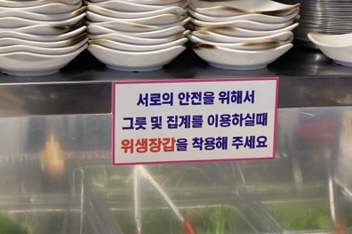 서로의 안전을 위해서
그릇 및 집게를 이용하실때
위생장갑을 착용해 주세요